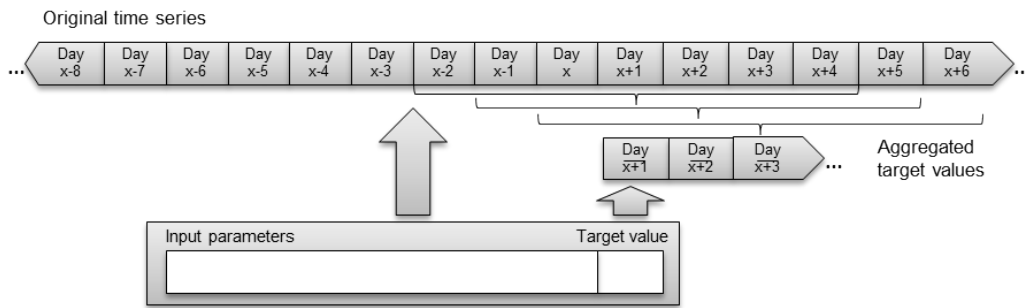 Original time series
... Day x-8 Day x-7 Day x-6 Day x-5 Day x-4 Day x-3 Day x-2 Day x-1 Day x Day x+1 Day x+2 Day x+3 Day x+4 Day x+5 Day x+6 ..
Day x+1 Day x+2 Day x+3 ...
Aggregated
target values
Input parameters Target value